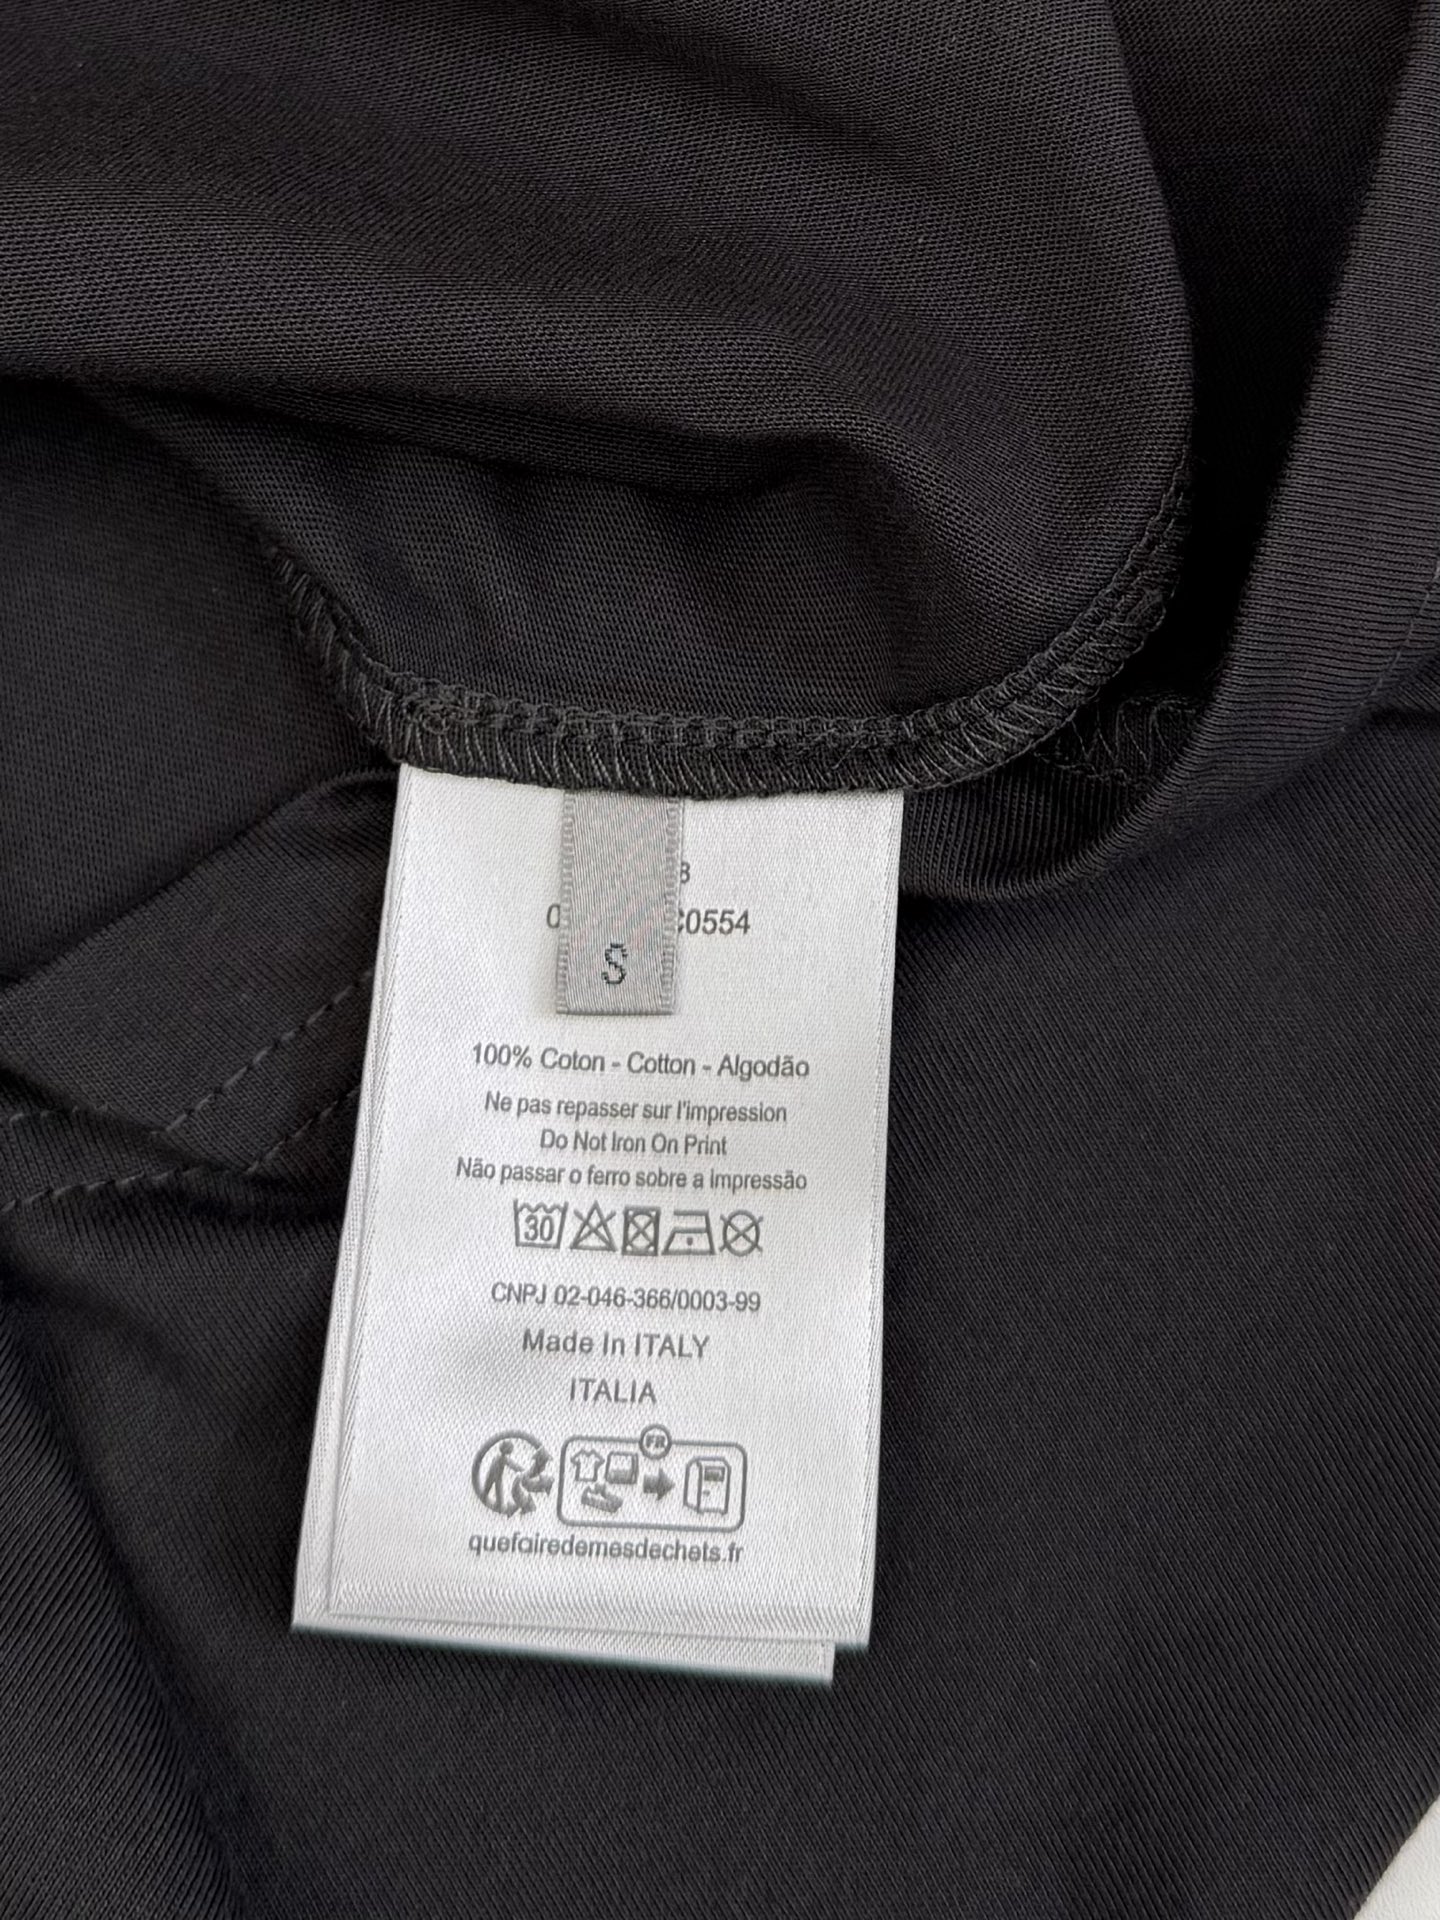 S
100% Coton - Cotton - Algodão
Ne pas repasser sur l'impression
Do Not Iron On Print
Não passar o ferro sobre a impressão
30
CNPJ 02-046-366/0003-99
Made In ITALY
ITALIA
FR
quefairedemesdechets.fr